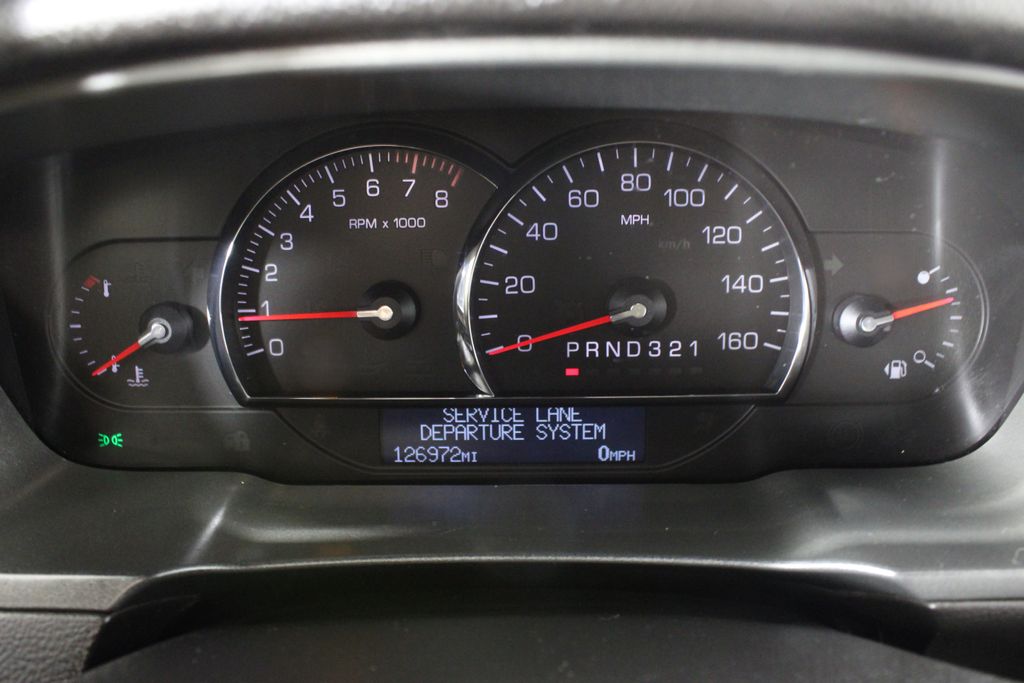 0 1 2 3 4 5 6 7 8
RPM x 1000
0 20 40 60 80 100 120 140 160
MPH
km/h
PRND321
SERVICE LANE
DEPARTURE SYSTEM
126972MI 0MPH